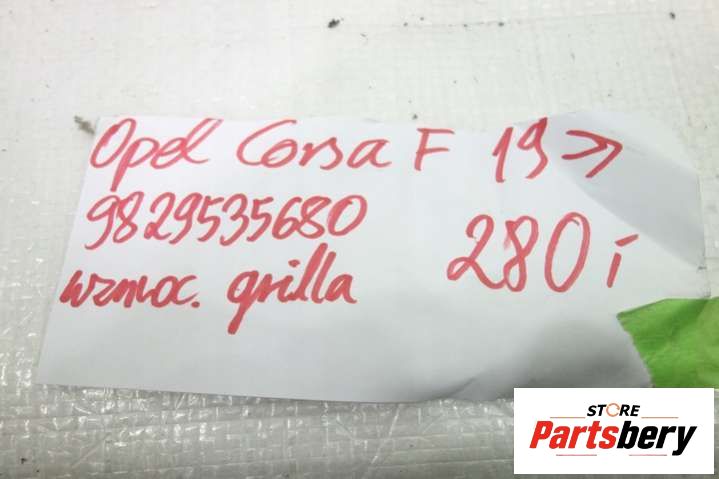 Opel Corsa F 19>>
9829535680 280i
wzmoc. grilla
STORE
Partsbery